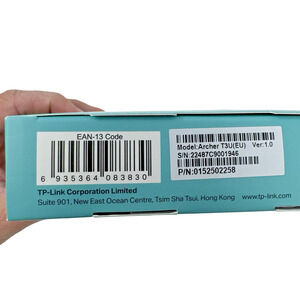 EAN-13 Code
6 935364 083830
Model:Archer T3U(EU) Ver:1.0
S/N:22487C9001946
P/N:0152502258
TP-Link Corporation Limited
Suite 901, New East Ocean Centre, Tsim Sha Tsui, Hong Kong
www.tp-link.com